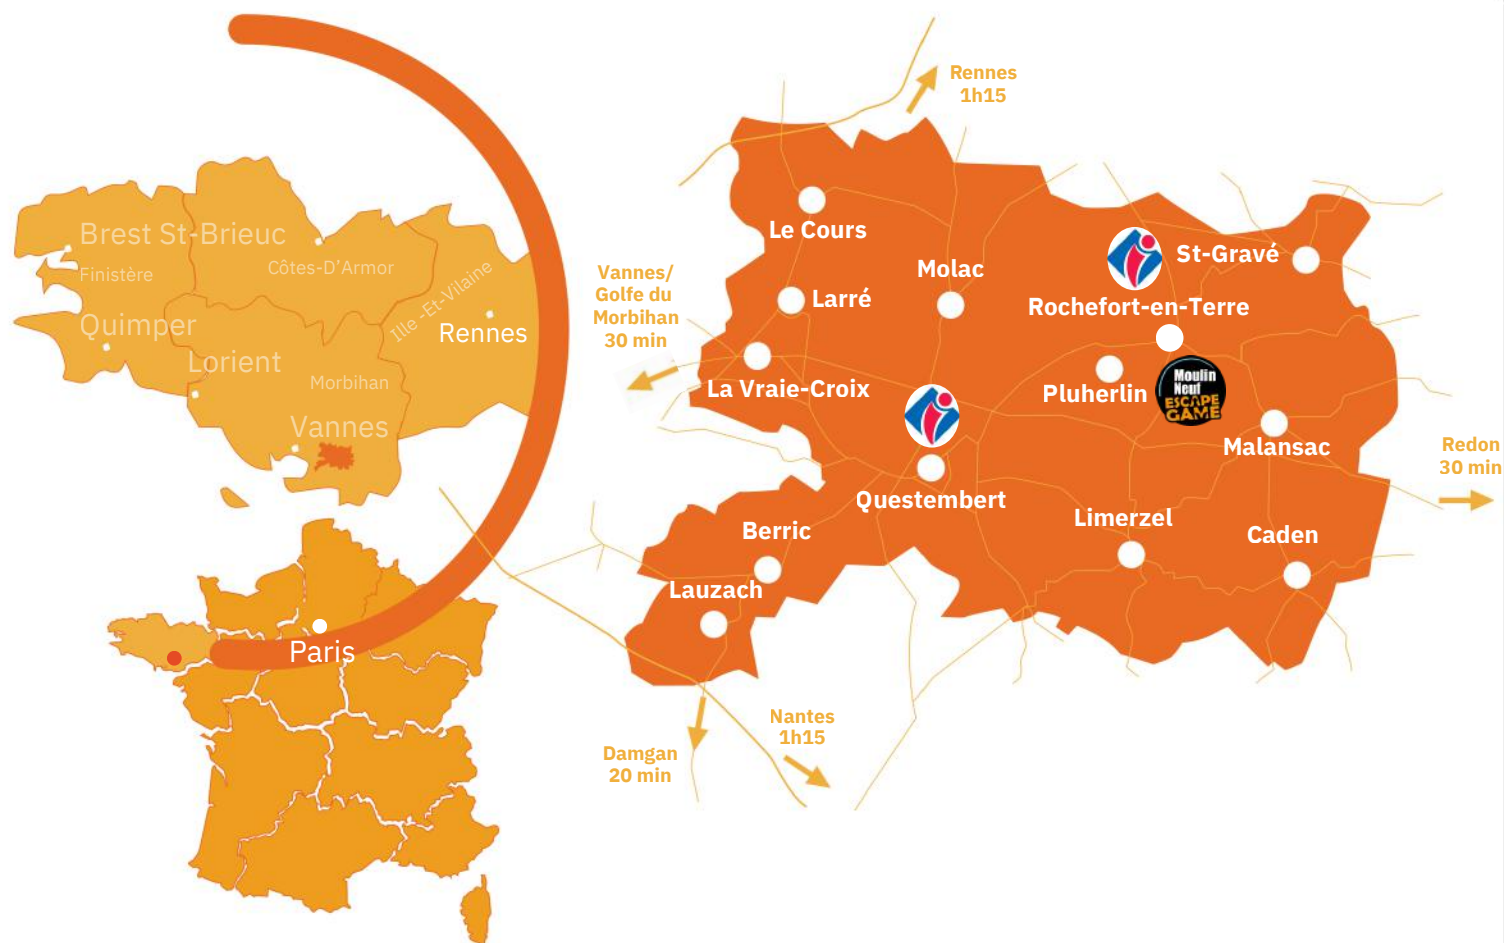 Brest St-Brieuc
Finistère
Côtes-D'Armor
Ille -Et-Vilaine
Quimper
Rennes
Lorient
Morbihan
Vannes
Paris
Rennes
1h15
Le Cours
Molac
St-Gravé
Vannes/
Golfe du
Morbihan
30 min
Larré
Rochefort-en-Terre
La Vraie-Croix
Pluherlin
Moulin
Neuf
ESCAPE
GAME
Malansac
Redon
30 min
Questembert
Limerzel
Caden
Berric
Lauzach
Nantes
1h15
Damgan
20 min